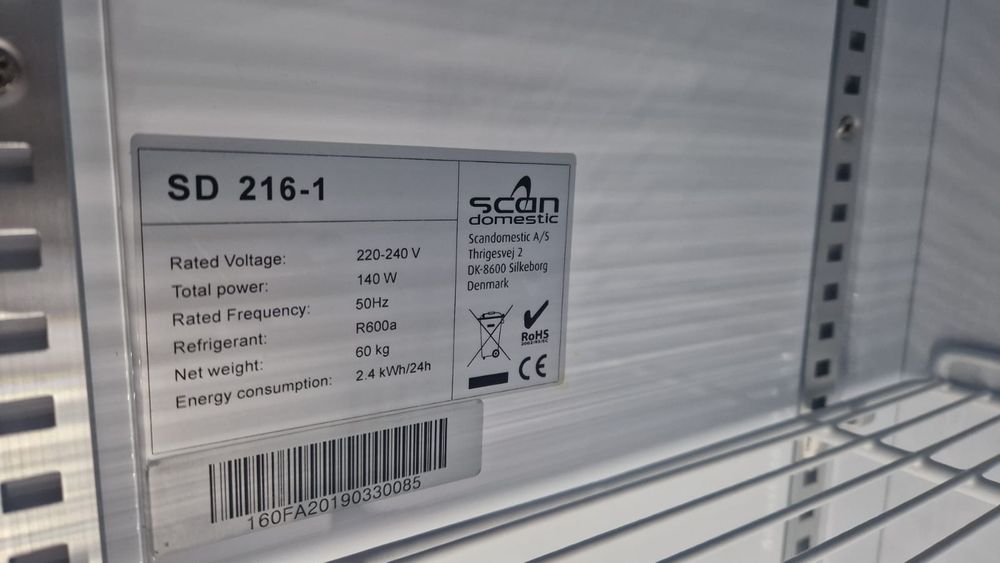 SD 216-1
Rated Voltage: 220-240 V
Total power: 140 W
Rated Frequency: 50Hz
Refrigerant: R600a
Net weight: 60 kg
Energy consumption: 2.4 kWh/24h
scan
domestic
Scandomestic A/S
Thrigesvej 2
DK-8600 Silkeborg
Denmark
RoHS
CE
160FA20190330085